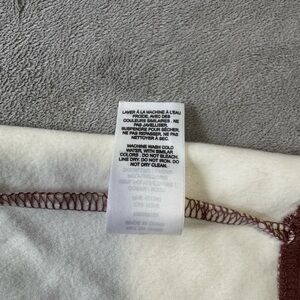 LAVER À LA MACHINE À L'EAU
FROIDE, AVEC DES
COULEURS SIMILAIRES . NE
PAS JAVELLISER.
SUSPENDRE POUR SÉCHER.
NE PAS REPASSER. NE PAS
NETTOYER À SEC.
MACHINE WASH COLD
WATER, WITH SIMILAR
COLORS . DO NOT BLEACH.
LINE DRY. DO NOT IRON. DO
NOT DRY CLEAN.